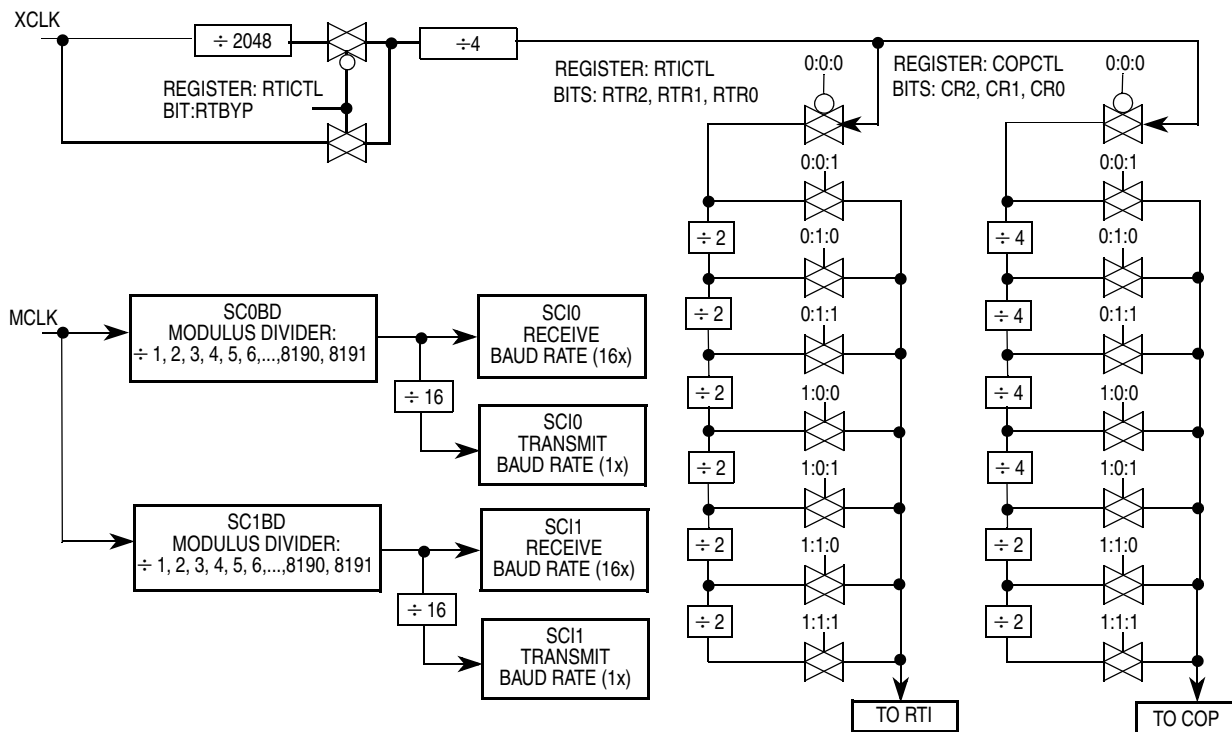 XCLK
÷ 2048
÷4
REGISTER: RTICTL
BIT:RTBYP
REGISTER: RTICTL
BITS: RTR2, RTR1, RTR0
0:0:0
REGISTER: COPCTL
BITS: CR2, CR1, CR0
0:0:0
0:0:1
÷ 2
0:1:0
÷ 2
0:1:1
÷ 2
1:0:0
÷ 2
1:0:1
÷ 2
1:1:0
÷ 2
1:1:1
TO RTI
0:0:1
÷ 4
0:1:0
÷ 4
0:1:1
÷ 4
1:0:0
÷ 4
1:0:1
÷ 2
1:1:0
÷ 2
1:1:1
TO COP
MCLK
SC0BD
MODULUS DIVIDER:
÷ 1, 2, 3, 4, 5, 6,...,8190, 8191
SCI0
RECEIVE
BAUD RATE (16x)
÷ 16
SCI0
TRANSMIT
BAUD RATE (1x)
SC1BD
MODULUS DIVIDER:
÷ 1, 2, 3, 4, 5, 6,...,8190, 8191
SCI1
RECEIVE
BAUD RATE (16x)
÷ 16
SCI1
TRANSMIT
BAUD RATE (1x)